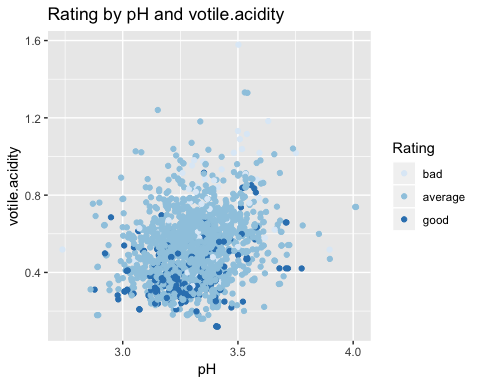 Rating by pH and votile.acidity
1.6
1.2
0.8
0.4
votile.acidity
3.0
3.5
4.0
pH
Rating
bad
average
good